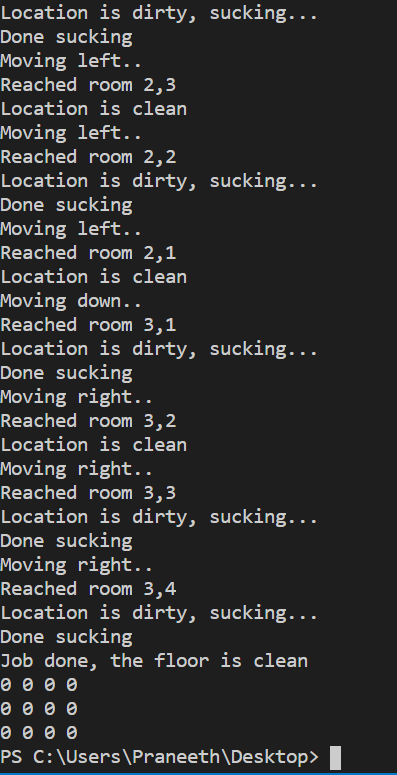 Location is dirty, sucking...
Done sucking
Moving left..
Reached room 2,3
Location is clean
Moving left..
Reached room 2,2
Location is dirty, sucking...
Done sucking
Moving left..
Reached room 2,1
Location is clean
Moving down..
Reached room 3,1
Location is dirty, sucking...
Done sucking
Moving right..
Reached room 3,2
Location is clean
Moving right..
Reached room 3,3
Location is dirty, sucking...
Done sucking
Moving right..
Reached room 3,4
Location is dirty, sucking...
Done sucking
Job done, the floor is clean
0 0 0 0
0 0 0 0
0 0 0 0
PS C:\Users\Praneeth\Desktop>